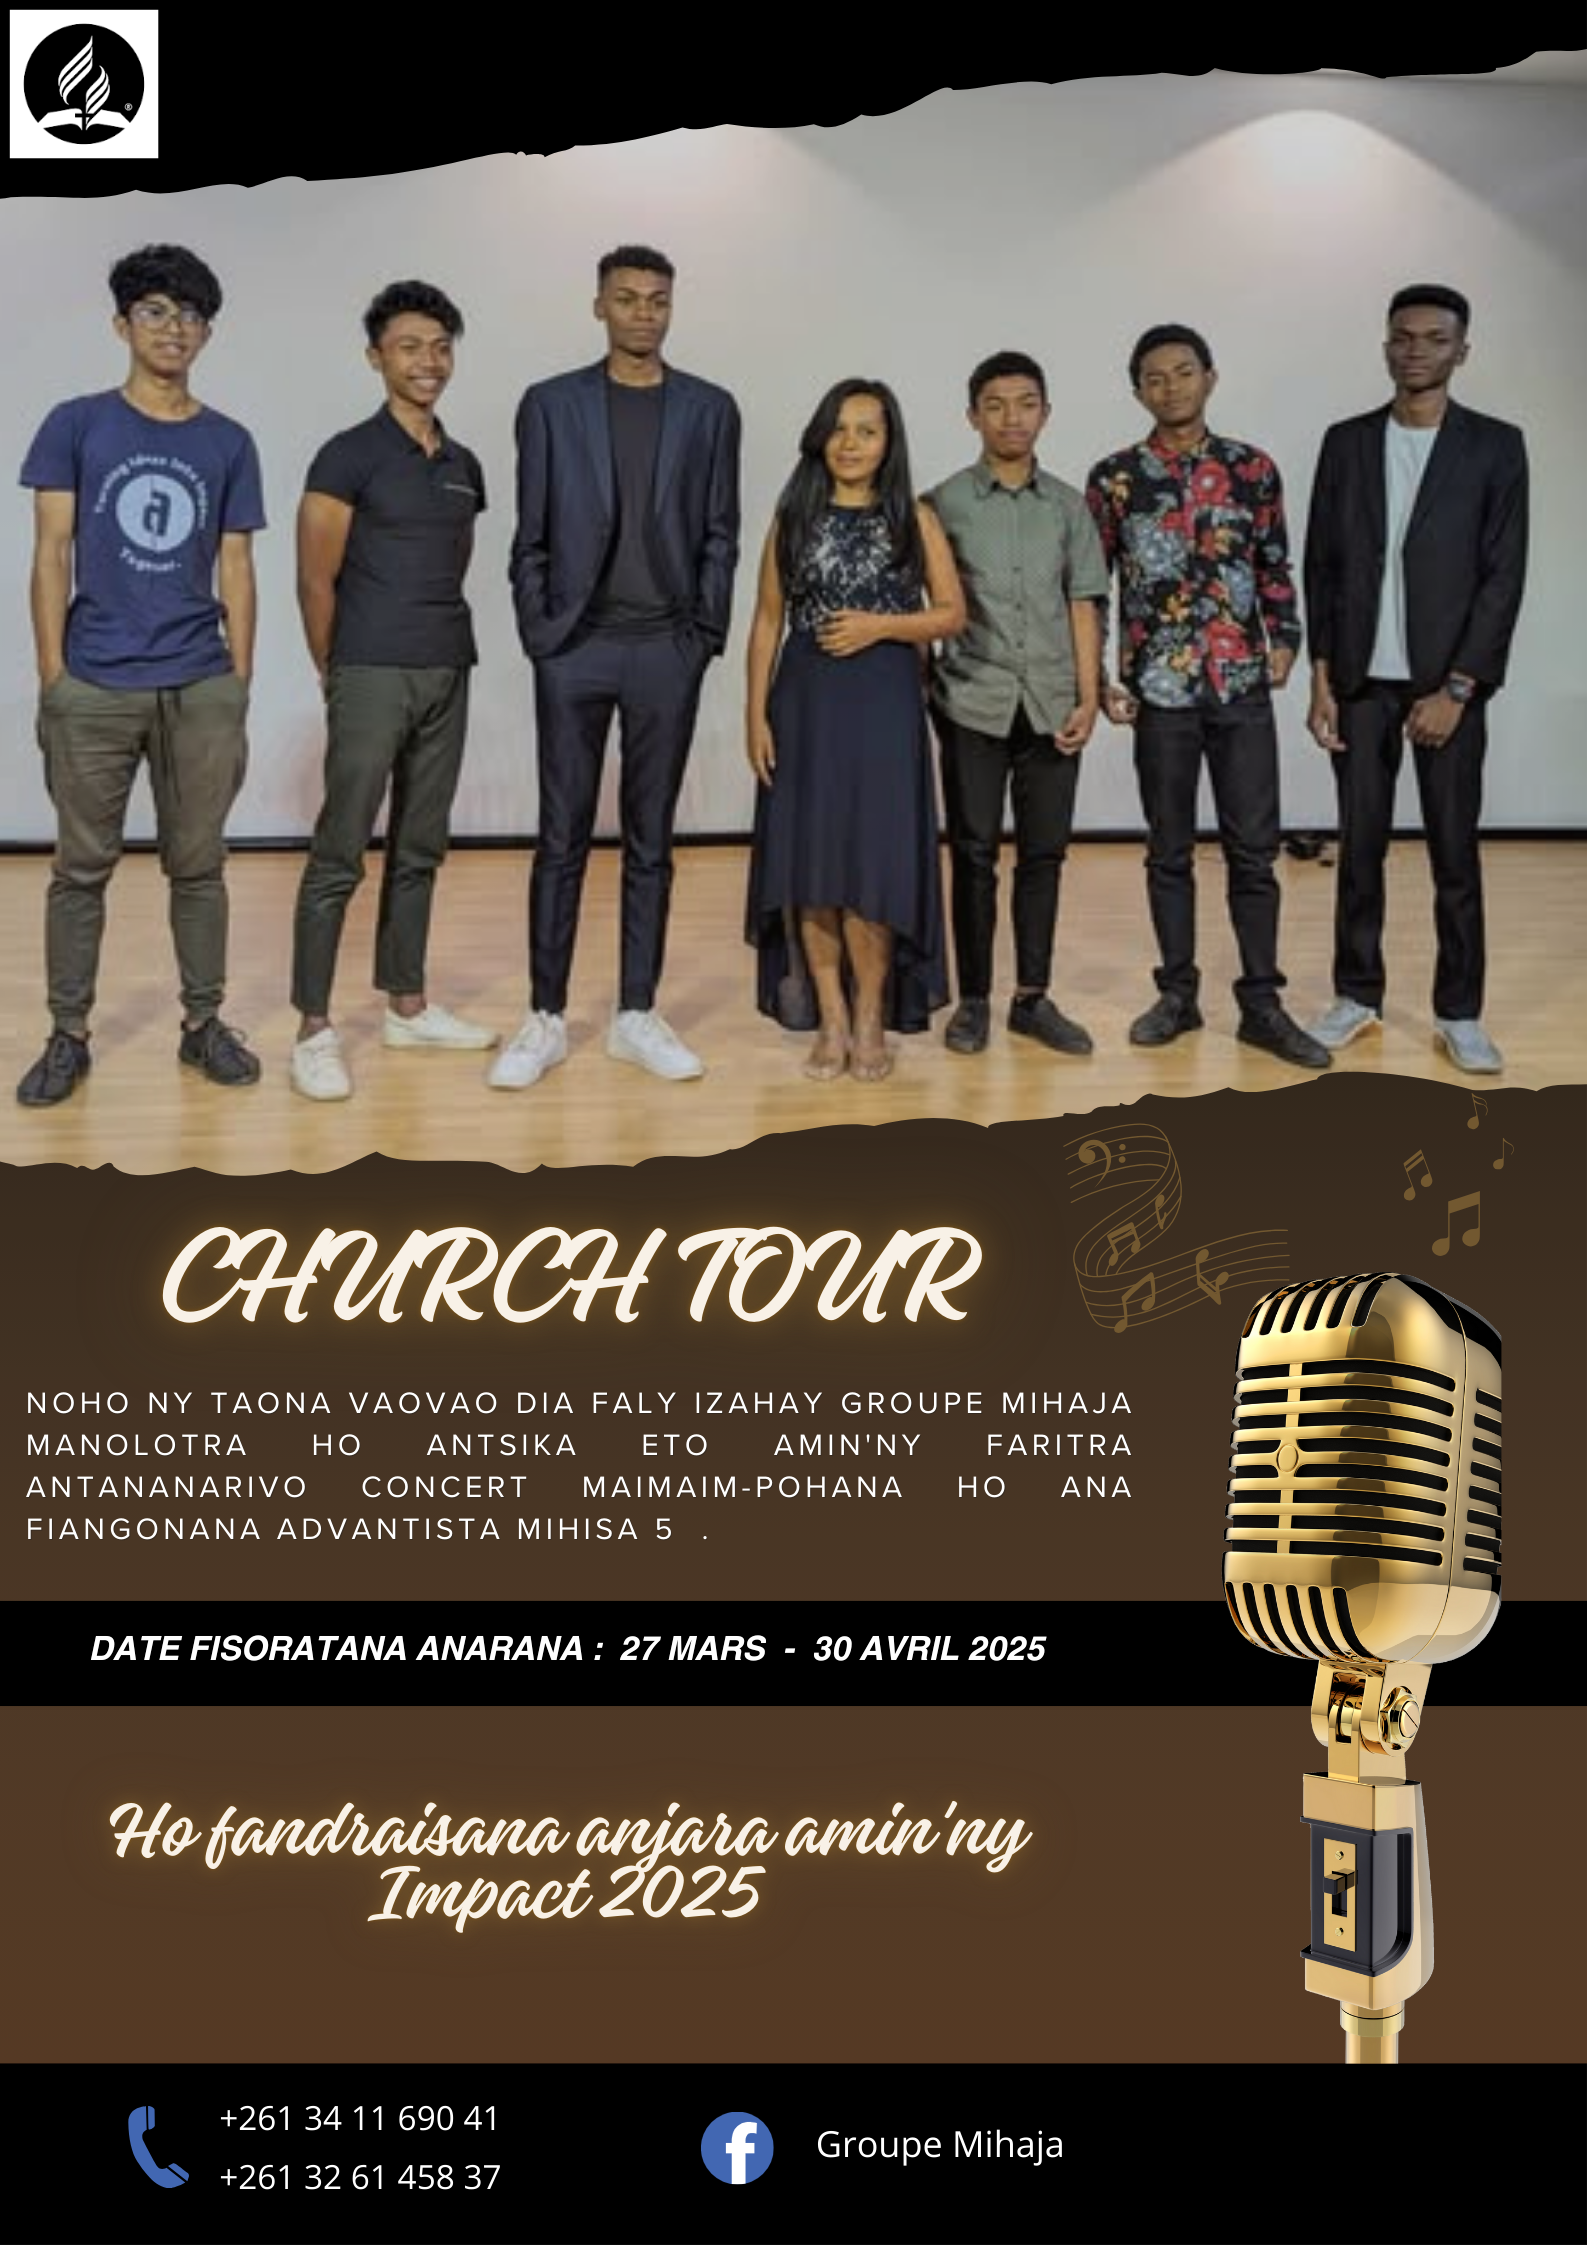 ®
a
Together.
CHURCH TOUR
NOHO NY TAONA VAOVAO DIA FALY IZAHAY GROUPE MIHAJA
MANOLOTRA HO ANTSIKA ETO AMIN'NY FARITRA
ANTANANARIVO CONCERT MAIMAIM-POHANA HO ANA
FIANGONANA ADVANTISTA MIHISA 5 .
DATE FISORATANA ANARANA : 27 MARS - 30 AVRIL 2025
Ho fandraisana anjara amin'ny
Impact 2025
+261 34 11 690 41
+261 32 61 458 37
f
Groupe Mihaja